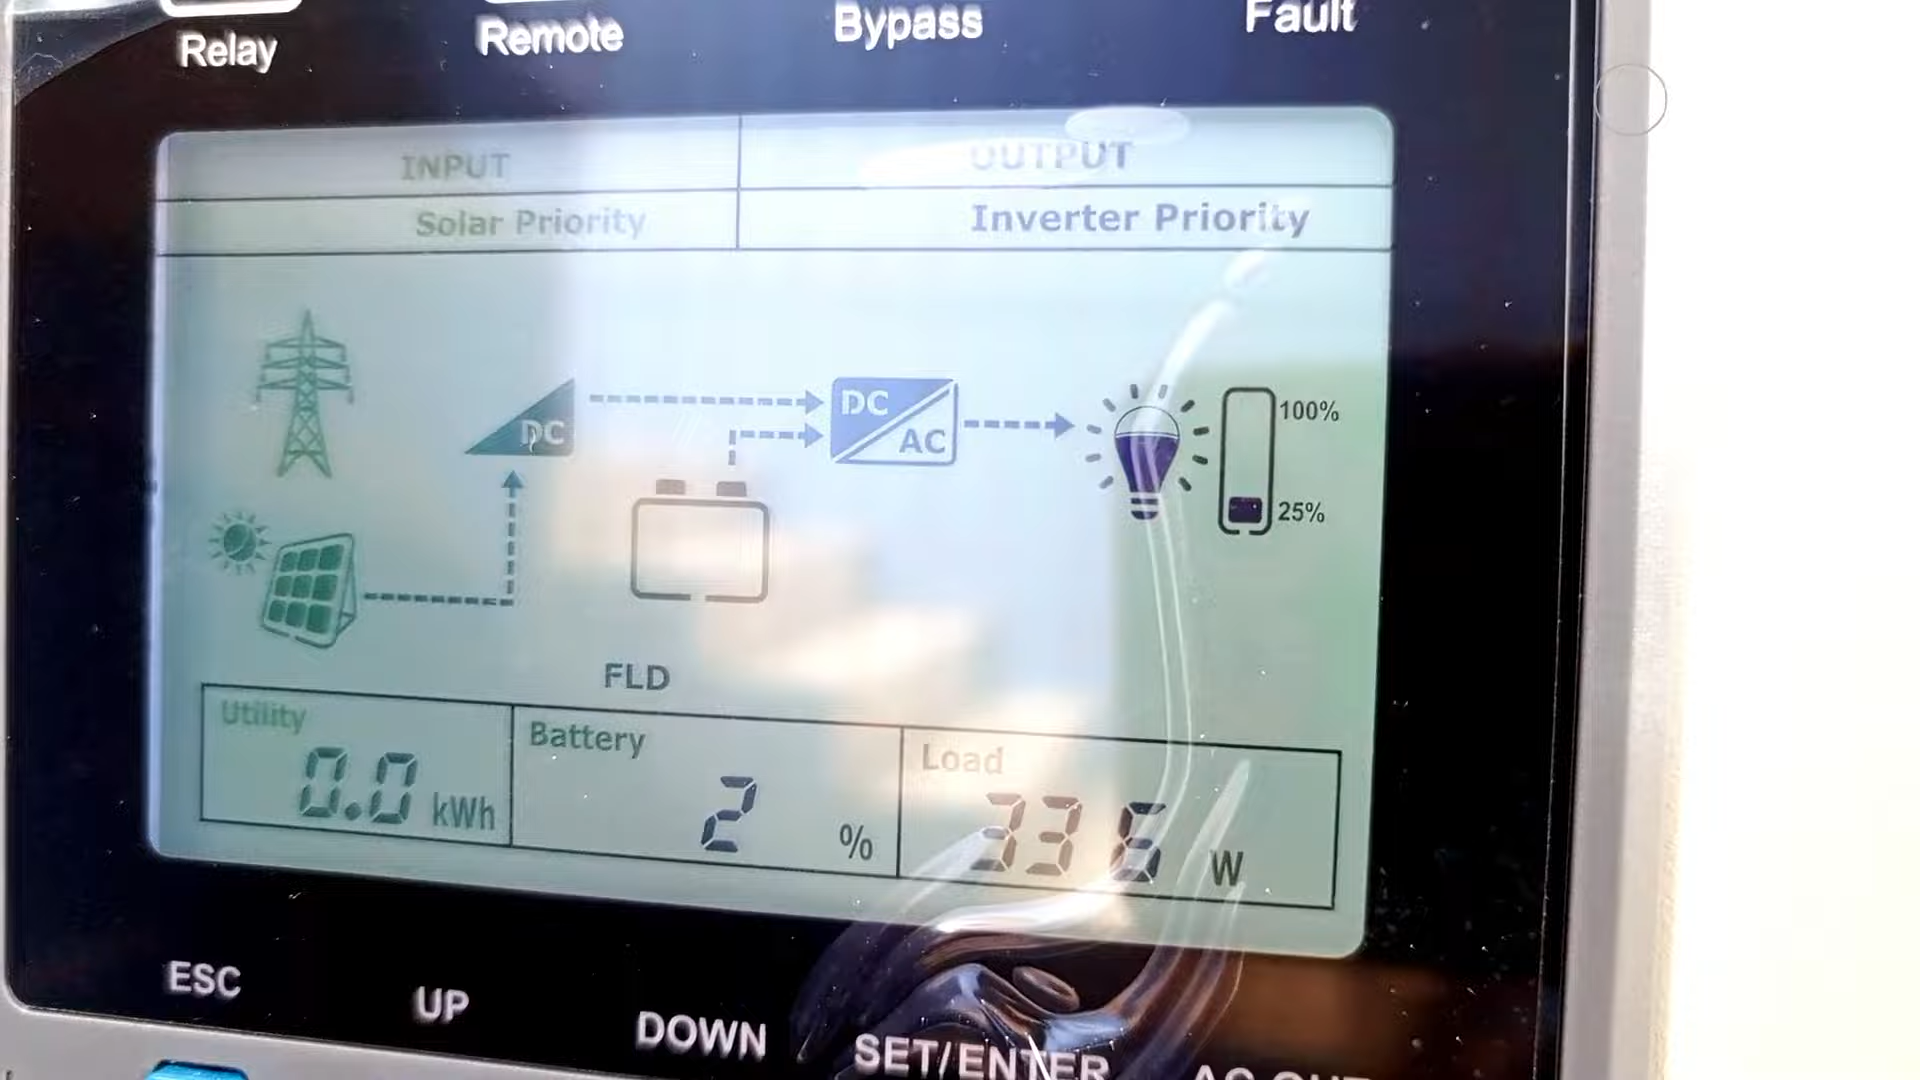 Relay Remote Bypass Fault
INPUT OUTPUT
Solar Priority Inverter Priority
DC
DC
AC
100%
25%
FLD
Utility
0.0 kWh
Battery
2 %
Load
336 W
ESC UP DOWN SET/ENTER